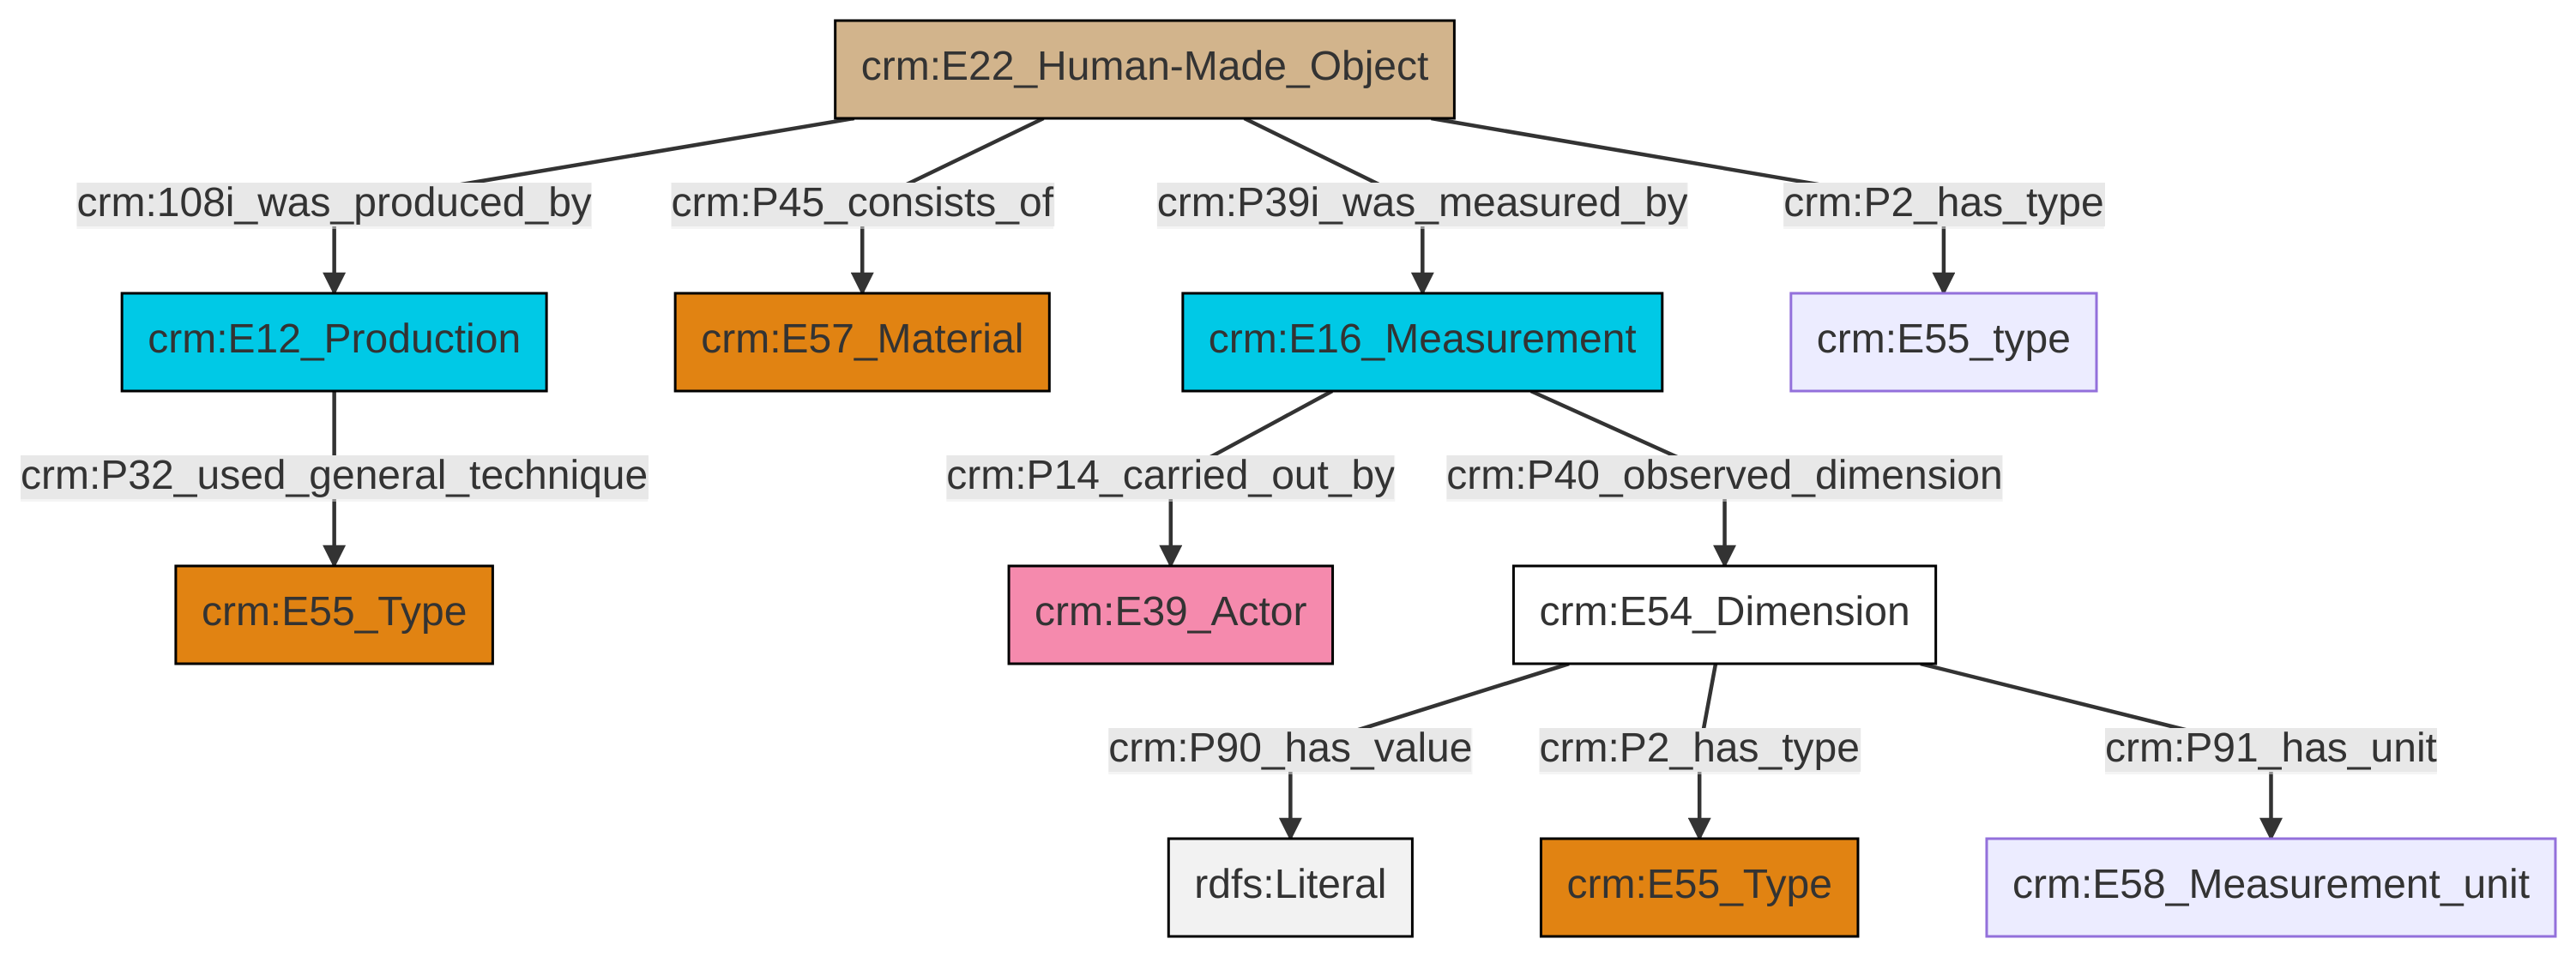 crm:E22_Human-Made_Object
crm:108i_was_produced_by
crm:P45_consists_of
crm:P39i_was_measured_by
crm:P2_has_type
crm:E12_Production
crm:E57_Material
crm:E16_Measurement
crm:E55_type
crm:P32_used_general_technique
crm:P14_carried_out_by
crm:P40_observed_dimension
crm:E55_Type
crm:E39_Actor
crm:E54_Dimension
crm:P90_has_value
crm:P2_has_type
crm:P91_has_unit
rdfs:Literal
crm:E55_Type
crm:E58_Measurement_unit